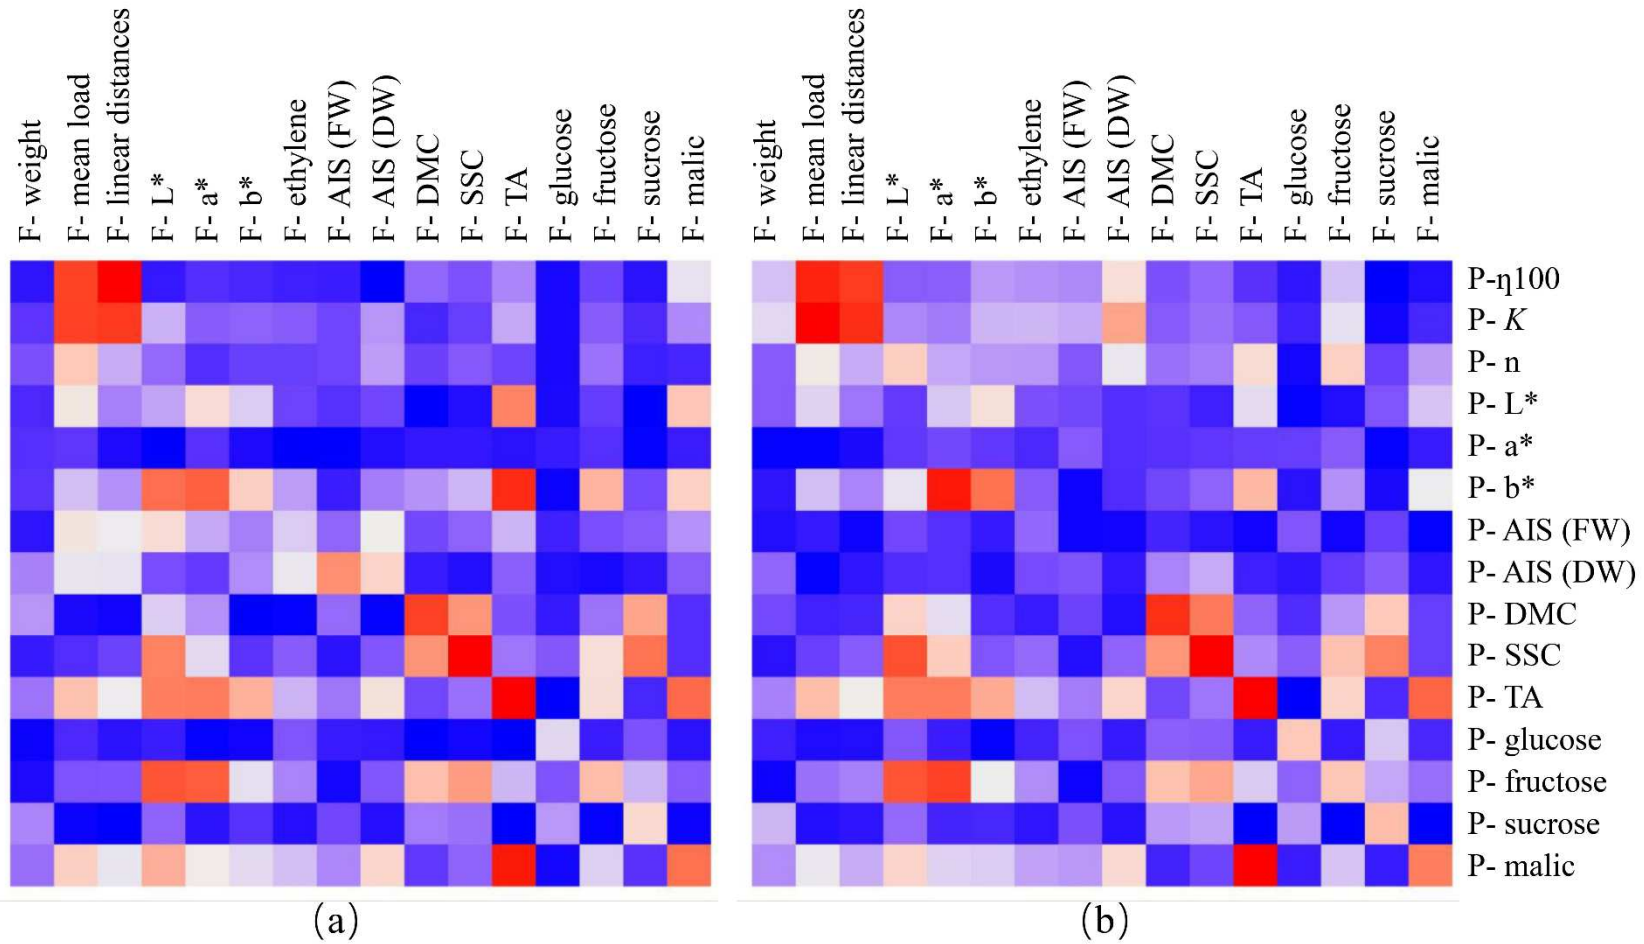 F- weight
F- mean load
F- linear distances
F- L*
F- a*
F- b*
F- ethylene
F- AIS (FW)
F- AIS (DW)
F- DMC
F- SSC
F- TA
F- glucose
F- fructose
F- sucrose
F- malic
F- weight
F- mean load
F- linear distances
F- L*
F- a*
F- b*
F- ethylene
F- AIS (FW)
F- AIS (DW)
F- DMC
F- SSC
F- TA
F- glucose
F- fructose
F- sucrose
F- malic
P-η100
P- K
P- n
P- L*
P- a*
P- b*
P- AIS (FW)
P- AIS (DW)
P- DMC
P- SSC
P- TA
P- glucose
P- fructose
P- sucrose
P- malic
(a)
(b)